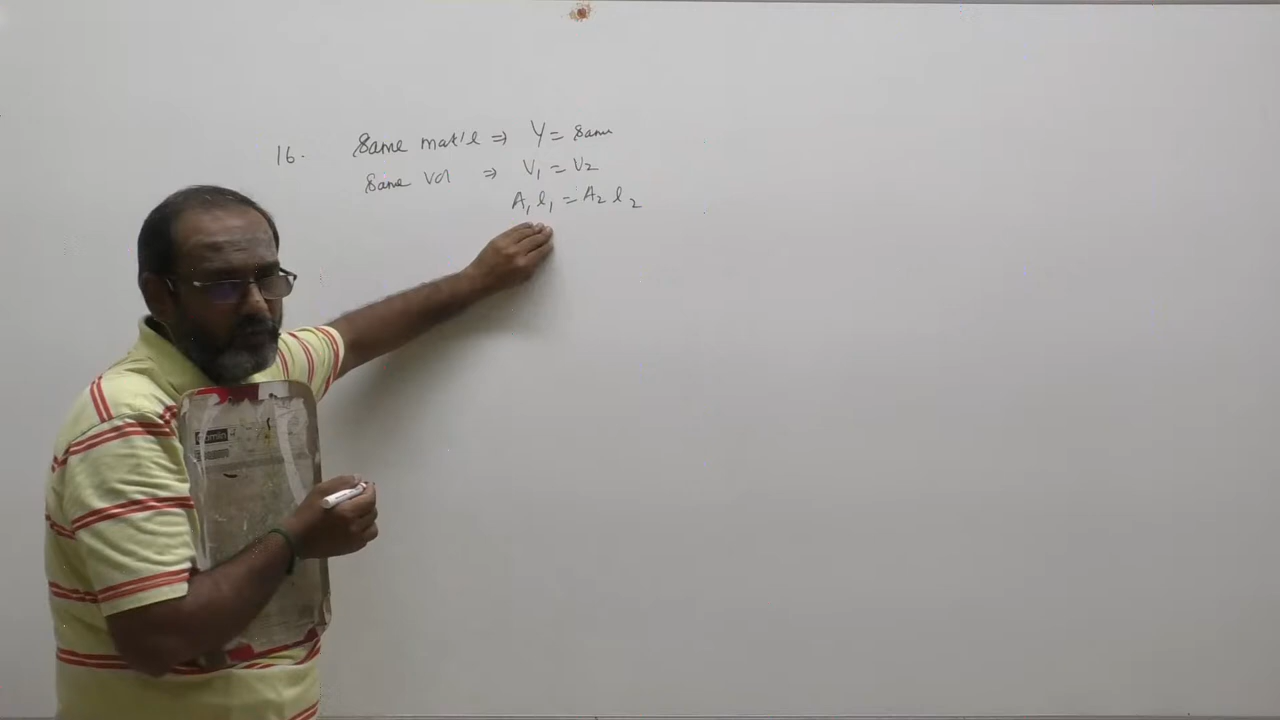 16. Same mat'l ⇒ Y = Same
Same Vol ⇒ V₁ = V₂
A₁ l₁ = A₂ l₂